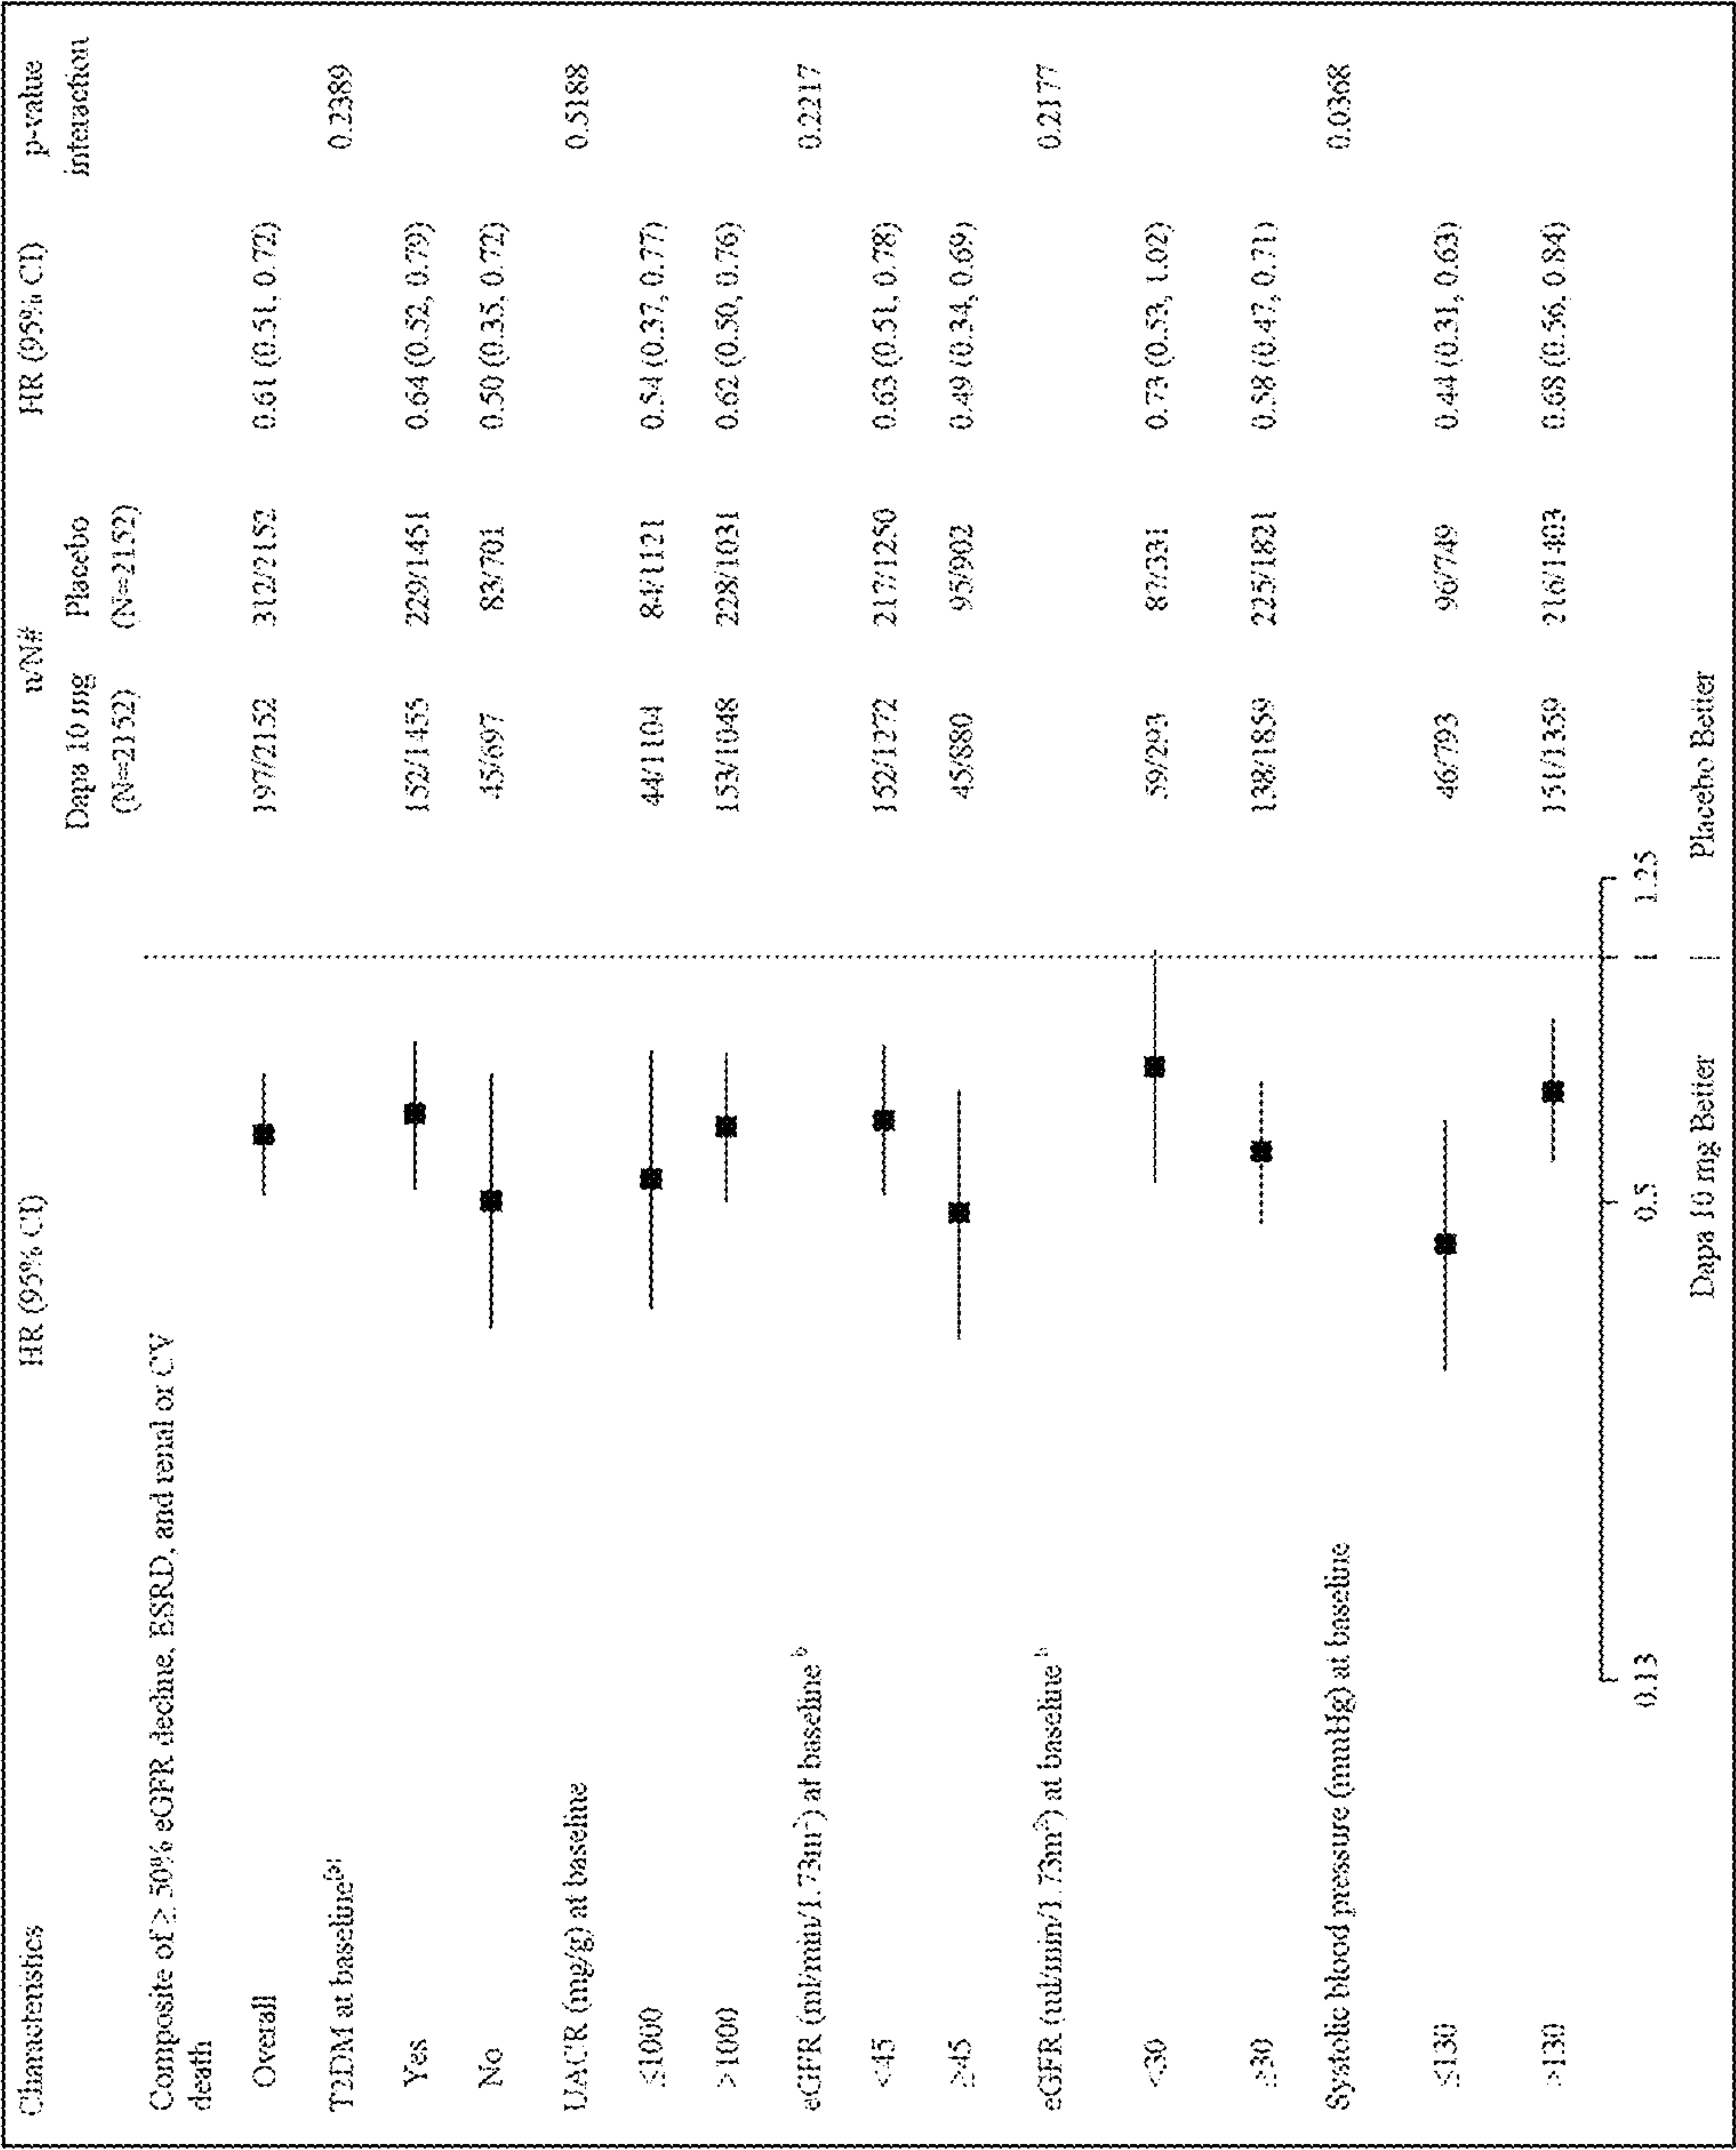 Characteristics HR (95% CI) n/N# HR (95% CI) p-value
Dapa 10 mg Placebo interaction
(N=2152) (N=2152)
Composite of ≥ 50% eGFR decline, ESRD, and renal or CV
death
Overall 197/2152 312/2152 0.61 (0.51, 0.72)
T2DM at baseline[a] 0.2389
Yes 152/1455 229/1451 0.64 (0.52, 0.79)
No 45/697 83/701 0.50 (0.35, 0.72)
UACR (mg/g) at baseline 0.5188
≤1000 44/1104 84/1121 0.54 (0.37, 0.77)
>1000 153/1048 228/1031 0.62 (0.50, 0.76)
eGFR (ml/min/1.73m²) at baseline b 0.2217
<45 152/1272 217/1250 0.63 (0.51, 0.78)
≥45 45/880 95/902 0.49 (0.34, 0.69)
eGFR (ml/min/1.73m²) at baseline b 0.2177
<30 59/293 87/331 0.73 (0.53, 1.02)
≥30 138/1859 225/1821 0.58 (0.47, 0.71)
Systolic blood pressure (mmHg) at baseline 0.0368
≤130 46/793 96/749 0.44 (0.31, 0.63)
>130 151/1359 216/1403 0.68 (0.56, 0.84)
0.13 0.5 1 1.25
Dapa 10 mg Better Placebo Better